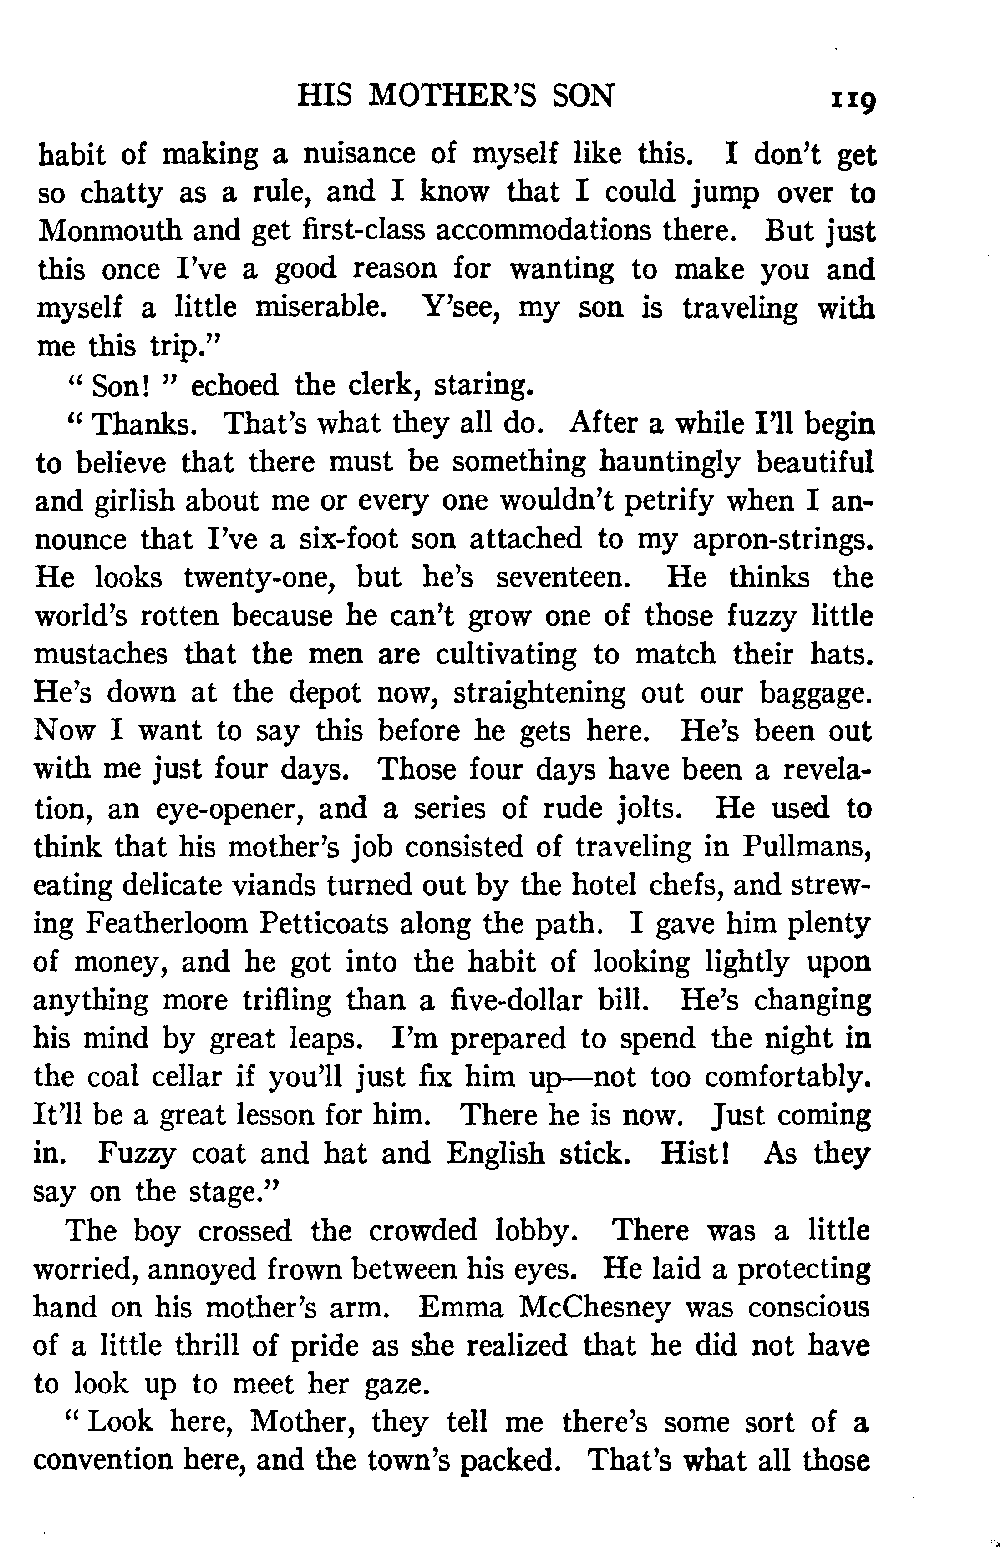 HIS MOTHER'S SON 119
habit of making a nuisance of myself like this. I don't get
so chatty as a rule, and I know that I could jump over to
Monmouth and get first-class accommodations there. But just
this once I've a good reason for wanting to make you and
myself a little miserable. Y'see, my son is traveling with
me this trip."
" Son! " echoed the clerk, staring.
" Thanks. That's what they all do. After a while I'll begin
to believe that there must be something hauntingly beautiful
and girlish about me or every one wouldn't petrify when I an-
nounce that I've a six-foot son attached to my apron-strings.
He looks twenty-one, but he's seventeen. He thinks the
world's rotten because he can't grow one of those fuzzy little
mustaches that the men are cultivating to match their hats.
He's down at the depot now, straightening out our baggage.
Now I want to say this before he gets here. He's been out
with me just four days. Those four days have been a revela-
tion, an eye-opener, and a series of rude jolts. He used to
think that his mother's job consisted of traveling in Pullmans,
eating delicate viands turned out by the hotel chefs, and strew-
ing Featherloom Petticoats along the path. I gave him plenty
of money, and he got into the habit of looking lightly upon
anything more trifling than a five-dollar bill. He's changing
his mind by great leaps. I'm prepared to spend the night in
the coal cellar if you'll just fix him up—not too comfortably.
It'll be a great lesson for him. There he is now. Just coming
in. Fuzzy coat and hat and English stick. Hist! As they
say on the stage."
The boy crossed the crowded lobby. There was a little
worried, annoyed frown between his eyes. He laid a protecting
hand on his mother's arm. Emma McChesney was conscious
of a little thrill of pride as she realized that he did not have
to look up to meet her gaze.
" Look here, Mother, they tell me there's some sort of a
convention here, and the town's packed. That's what all those